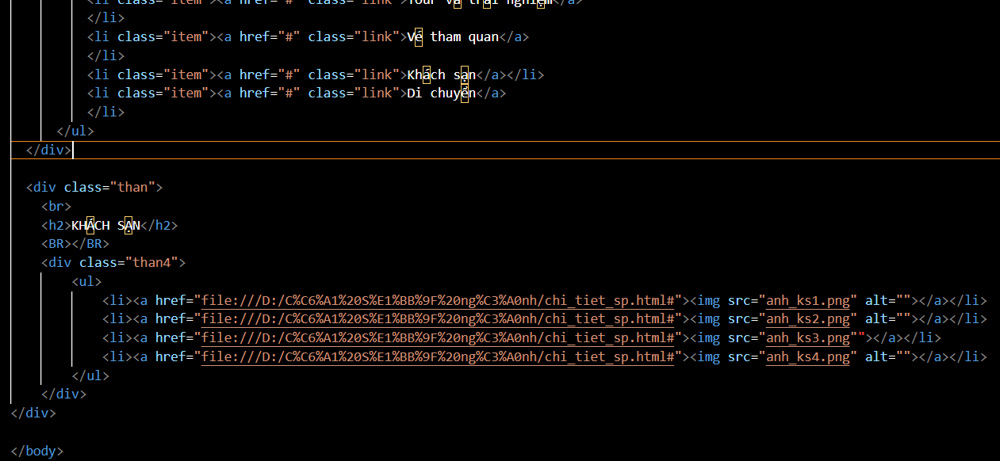 <li class="item"><a href="#" class="link">Tour và trải nghiệm</a>
</li>
<li class="item"><a href="#" class="link">Vé tham quan</a>
</li>
<li class="item"><a href="#" class="link">Khách sạn</a></li>
<li class="item"><a href="#" class="link">Di chuyển</a>
</li>
</ul>
</div>
<div class="than">
<br>
<h2>KHÁCH SẠN</h2>
<BR></BR>
<div class="than4">
<ul>
<li><a href="file:///D:/C%C6%A1%20S%E1%BB%9F%20ng%C3%A0nh/chi_tiet_sp.html#"><img src="anh_ks1.png" alt=""></a></li>
<li><a href="file:///D:/C%C6%A1%20S%E1%BB%9F%20ng%C3%A0nh/chi_tiet_sp.html#"><img src="anh_ks2.png" alt=""></a></li>
<li><a href="file:///D:/C%C6%A1%20S%E1%BB%9F%20ng%C3%A0nh/chi_tiet_sp.html#"><img src="anh_ks3.png""></a></li>
<li><a href="file:///D:/C%C6%A1%20S%E1%BB%9F%20ng%C3%A0nh/chi_tiet_sp.html#"><img src="anh_ks4.png" alt=""></a></li>
</ul>
</div>
</div>
</body>